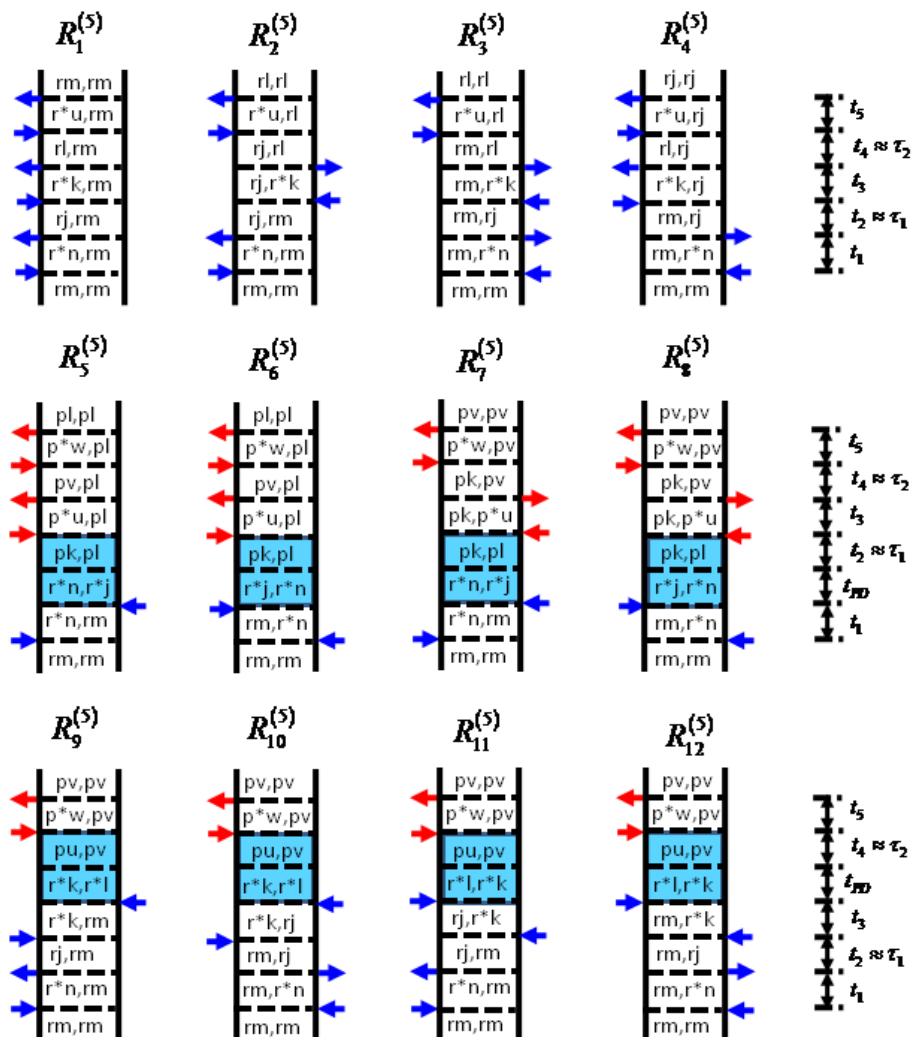 R₁⁽⁵⁾ R₂⁽⁵⁾ R₃⁽⁵⁾ R₄⁽⁵⁾
rm,rm rl,rl rl,rl rj,rj
r*u,rm r*u,rl r*u,rl r*u,rj t₅
rl,rm rj,rl rm,rl rl,rj t₄ ≈ τ₂
r*k,rm rj,r*k rm,r*k r*k,rj t₃
rj,rm rj,rm rm,rj rm,rj t₂ ≈ τ₁
r*n,rm r*n,rm rm,r*n rm,r*n t₁
rm,rm rm,rm rm,rm rm,rm
R₅⁽⁵⁾ R₆⁽⁵⁾ R₇⁽⁵⁾ R₈⁽⁵⁾
pl,pl pl,pl pv,pv pv,pv
p*w,pl p*w,pl p*w,pv p*w,pv t₅
pv,pl pv,pl pk,pv pk,pv t₄ ≈ τ₂
p*u,pl p*u,pl pk,p*u pk,p*u t₃
pk,pl pk,pl pk,pl pk,pl t₂ ≈ τ₁
r*n,r*j r*j,r*n r*n,r*j r*j,r*n t_PD
r*n,rm rm,r*n r*n,rm rm,r*n t₁
rm,rm rm,rm rm,rm rm,rm
R₉⁽⁵⁾ R₁₀⁽⁵⁾ R₁₁⁽⁵⁾ R₁₂⁽⁵⁾
pv,pv pv,pv pv,pv pv,pv
p*w,pv p*w,pv p*w,pv p*w,pv t₅
pu,pv pu,pv pu,pv pu,pv t₄ ≈ τ₂
r*k,r*l r*k,r*l r*l,r*k r*l,r*k t_PD
r*k,rm r*k,rj rj,r*k rm,r*k t₃
rj,rm rm,rj rj,rm rm,rj t₂ ≈ τ₁
r*n,rm rm,r*n r*n,rm rm,r*n t₁
rm,rm rm,rm rm,rm rm,rm